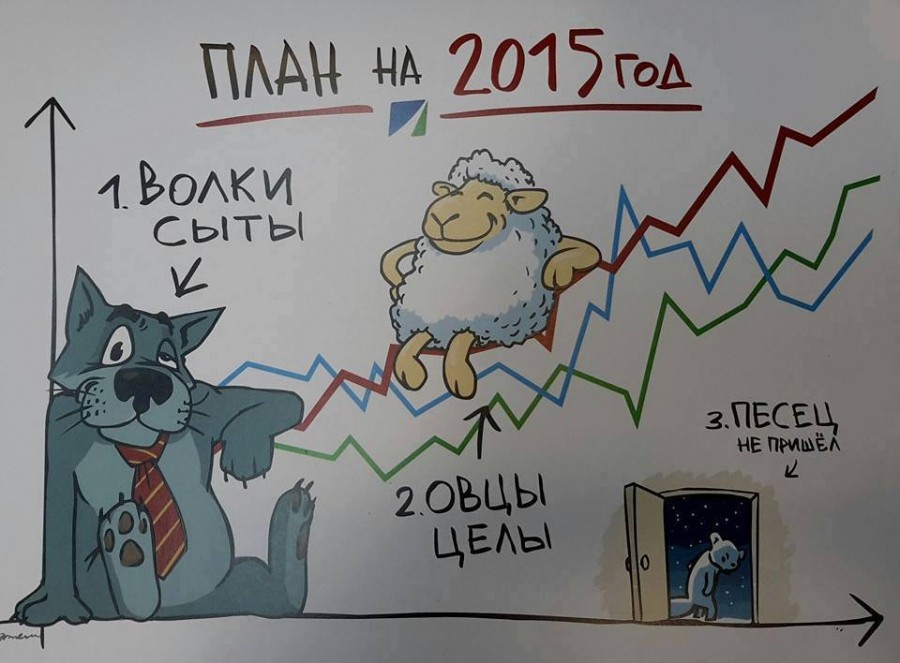 ПЛАН НА 2015 ГОД
1. ВОЛКИ
СЫТЫ
2. ОВЦЫ
ЦЕЛЫ
3. ПЕСЕЦ
НЕ ПРИШЁЛ